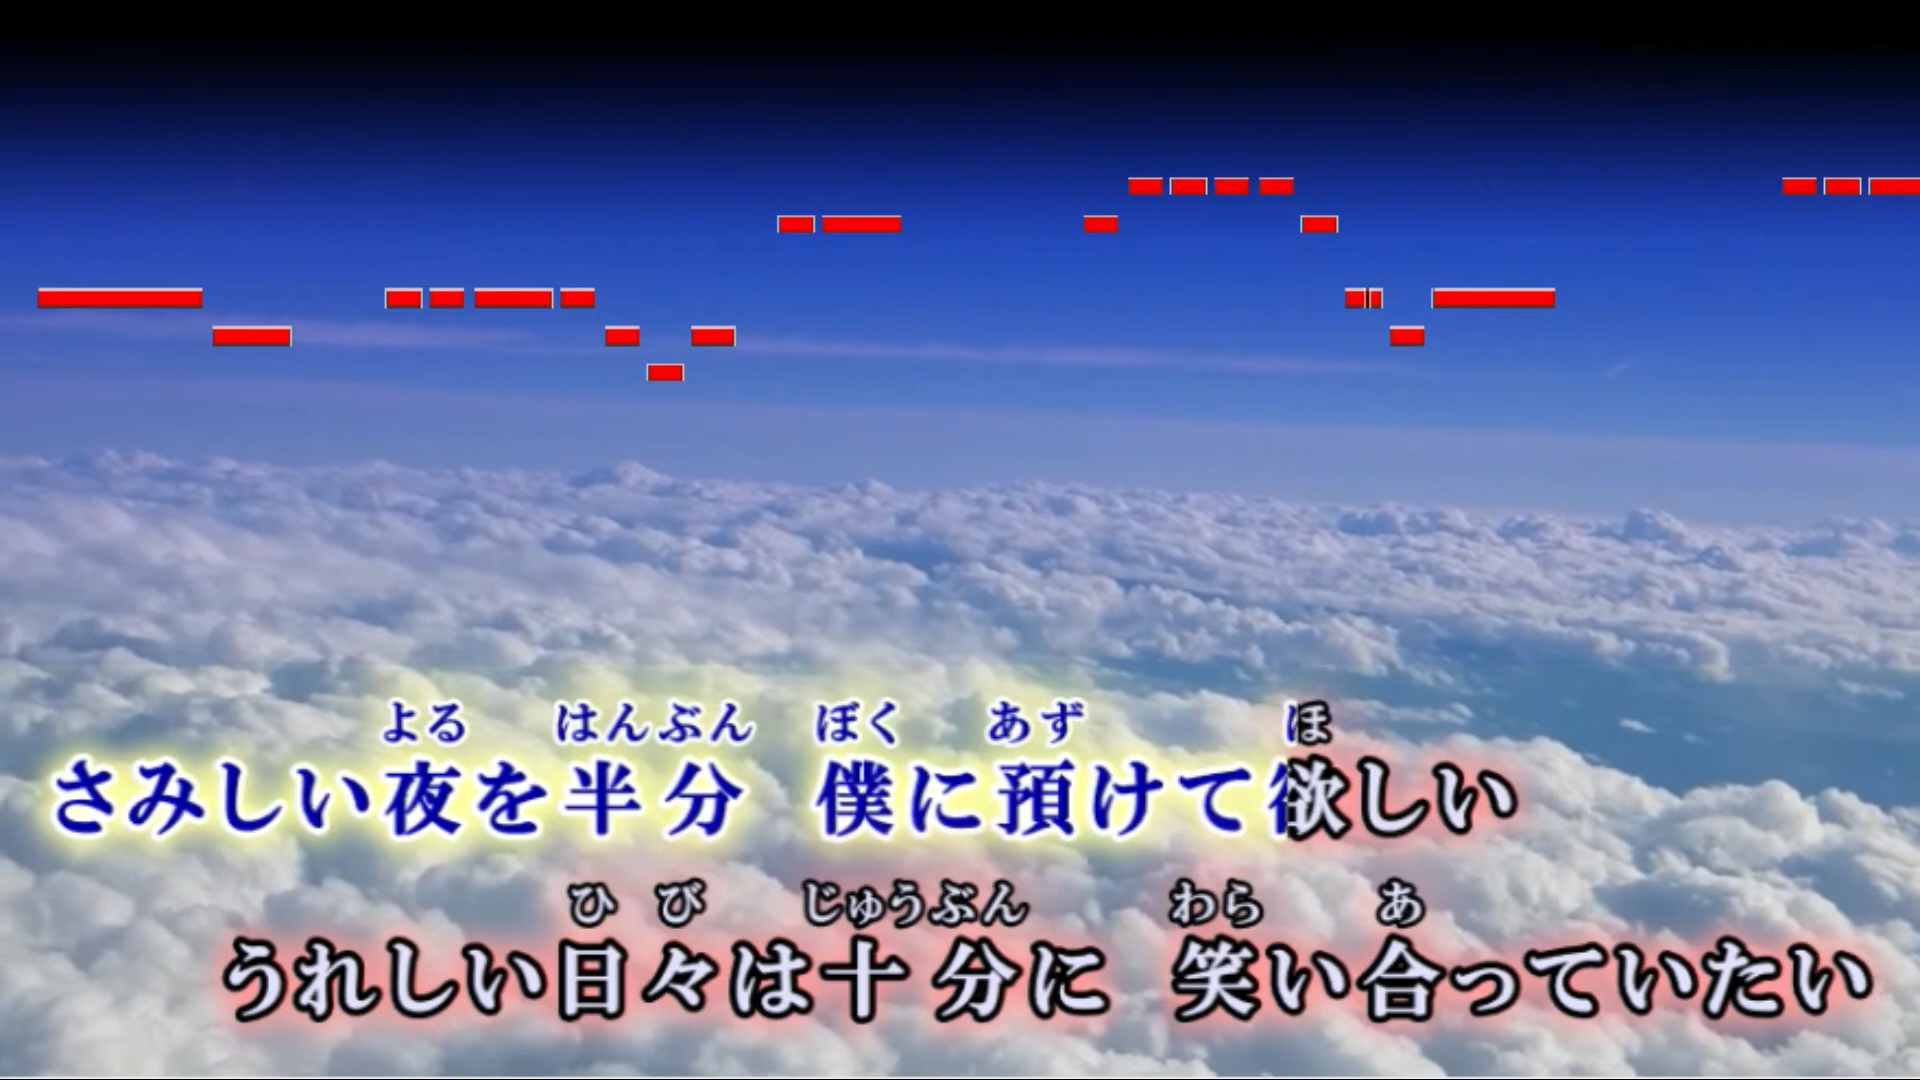 よる はんぶん ぼく あず ほ
さみしい夜を半分 僕に預けて欲しい
ひ び じゅうぶん わら あ
うれしい日々は十分に 笑い合っていたい